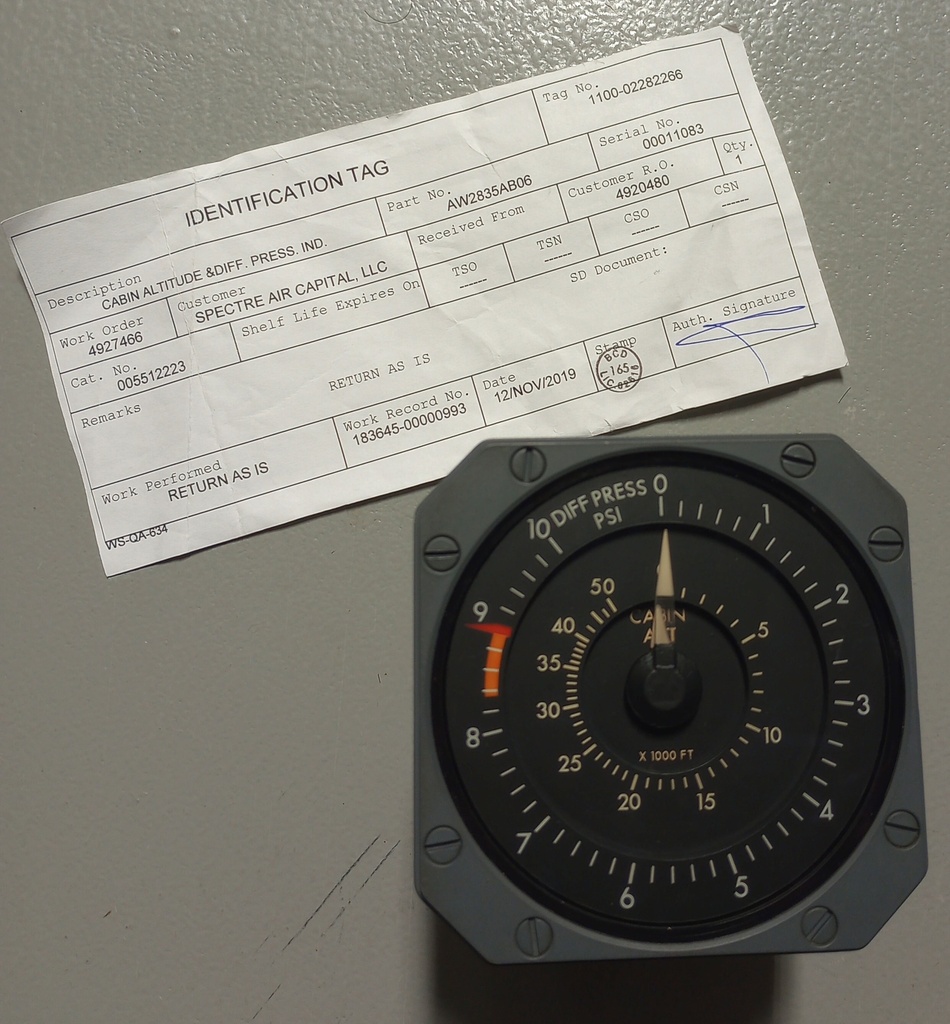 IDENTIFICATION TAG
Tag No.
1100-02282266
Description
CABIN ALTITUDE &DIFF. PRESS. IND.
Part No.
AW2835AB06
Serial No.
00011083
Work Order
4927466
Customer
SPECTRE AIR CAPITAL, LLC
Received From
Customer R.O.
4920480
Qty.
1
Cat. No.
005512223
Shelf Life Expires On
TSO
------
TSN
------
CSO
------
CSN
------
Remarks
RETURN AS IS
SD Document:
Work Performed
RETURN AS IS
Work Record No.
183645-00000993
Date
12/NOV/2019
Stamp
BCD
165
Auth. Signature
WS-QA-634
DIFF PRESS
PSI
0
1
2
3
4
5
6
7
8
9
10
CABIN
ALT
5
10
15
20
25
30
35
40
50
X 1000 FT